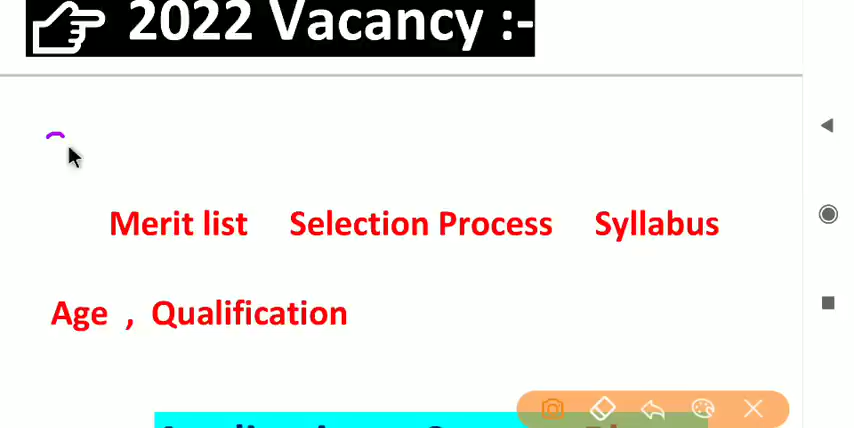 2022 Vacancy :-
Merit list Selection Process Syllabus
Age , Qualification